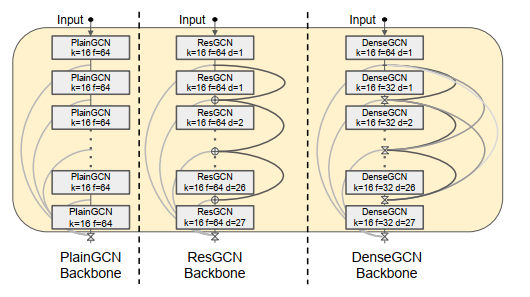 Input
PlainGCN
k=16 f=64
PlainGCN
k=16 f=64
PlainGCN
k=16 f=64
PlainGCN
k=16 f=64
PlainGCN
k=16 f=64
PlainGCN
Backbone
Input
ResGCN
k=16 f=64 d=1
ResGCN
k=16 f=64 d=1
ResGCN
k=16 f=64 d=2
ResGCN
k=16 f=64 d=26
ResGCN
k=16 f=64 d=27
ResGCN
Backbone
Input
DenseGCN
k=16 f=64 d=1
DenseGCN
k=16 f=32 d=1
DenseGCN
k=16 f=32 d=2
DenseGCN
k=16 f=32 d=26
DenseGCN
k=16 f=32 d=27
DenseGCN
Backbone